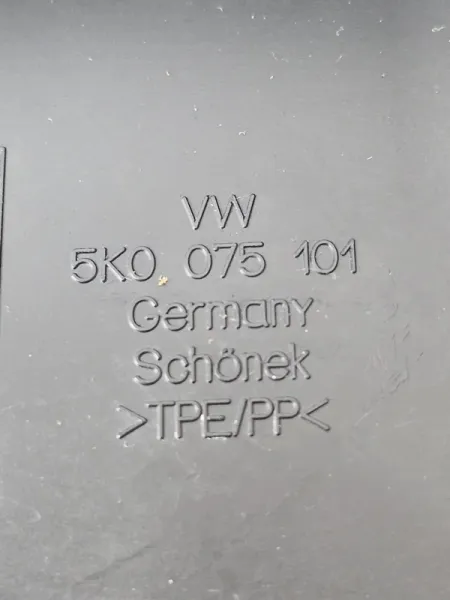 VW
5K0 075 101
Germany
Schönek
>TPE/PP<